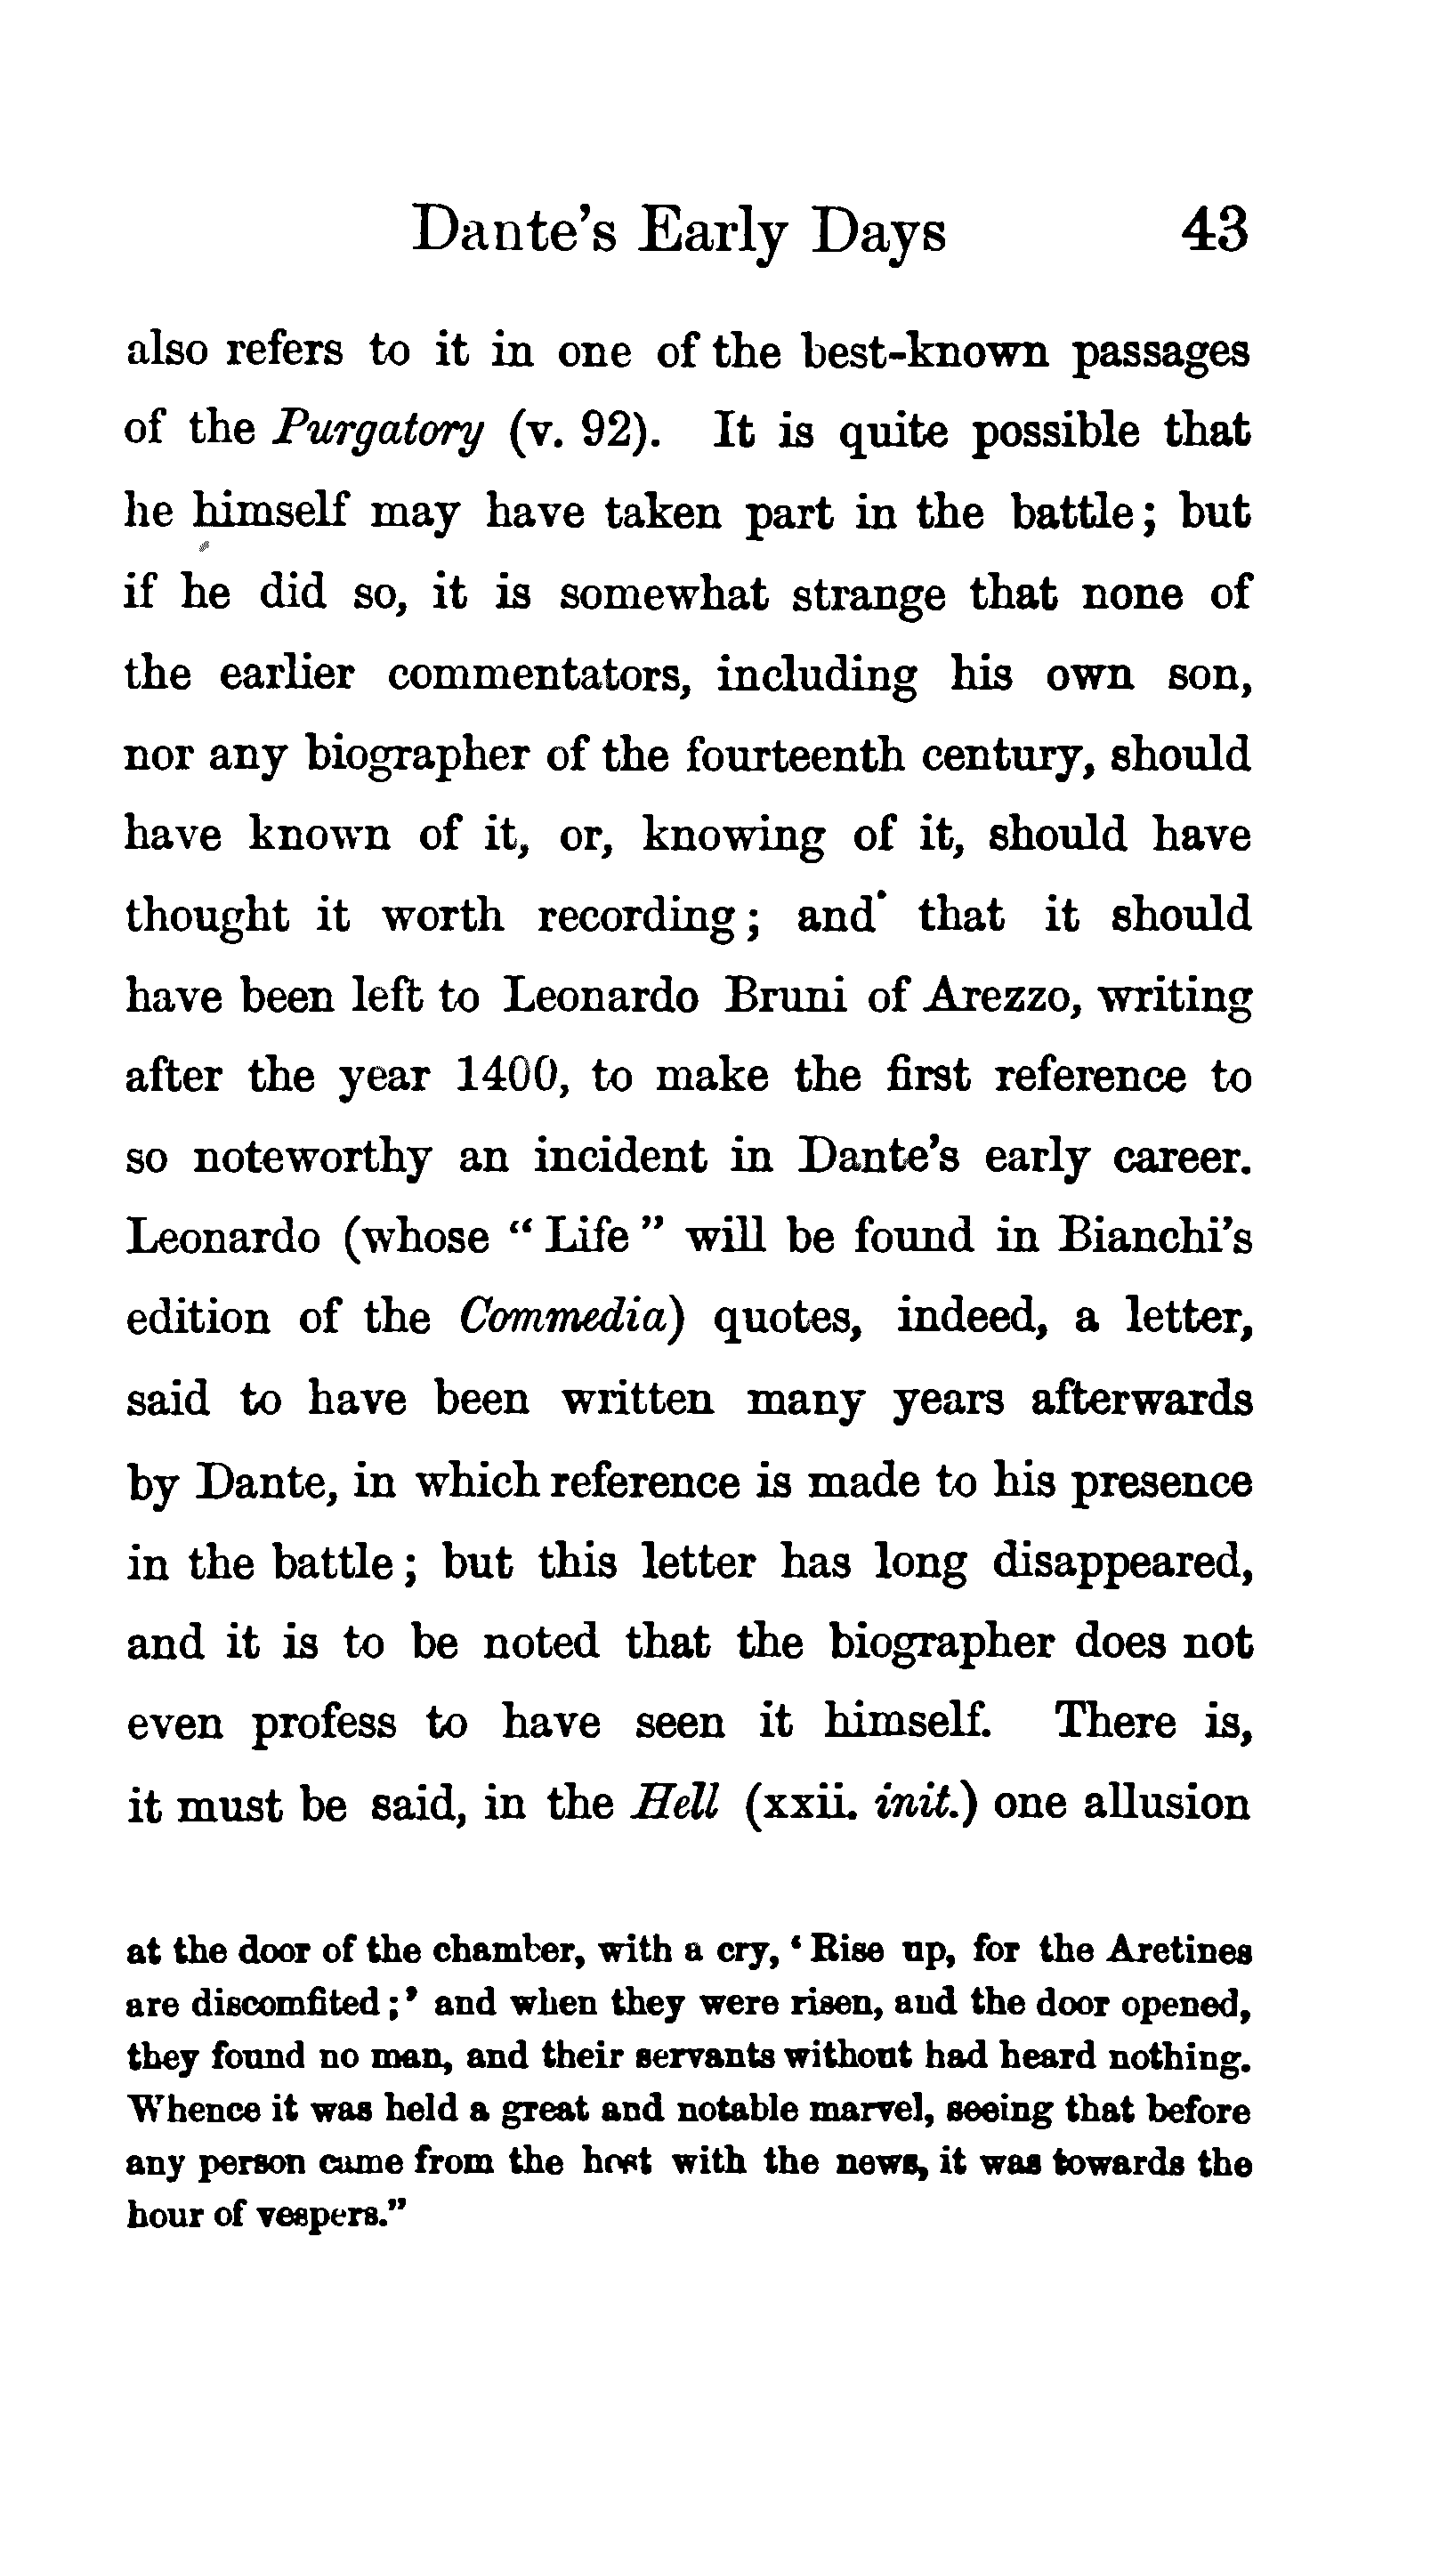 Dante's Early Days 43
also refers to it in one of the best-known passages
of the Purgatory (v. 92). It is quite possible that
he himself may have taken part in the battle; but
if he did so, it is somewhat strange that none of
the earlier commentators, including his own son,
nor any biographer of the fourteenth century, should
have known of it, or, knowing of it, should have
thought it worth recording; and that it should
have been left to Leonardo Bruni of Arezzo, writing
after the year 1400, to make the first reference to
so noteworthy an incident in Dante's early career.
Leonardo (whose "Life" will be found in Bianchi's
edition of the Commedia) quotes, indeed, a letter,
said to have been written many years afterwards
by Dante, in which reference is made to his presence
in the battle; but this letter has long disappeared,
and it is to be noted that the biographer does not
even profess to have seen it himself. There is,
it must be said, in the Hell (xxii. init.) one allusion
at the door of the chamber, with a cry, 'Rise up, for the Aretines
are discomfited;' and when they were risen, and the door opened,
they found no man, and their servants without had heard nothing.
Whence it was held a great and notable marvel, seeing that before
any person came from the host with the news, it was towards the
hour of vespers."